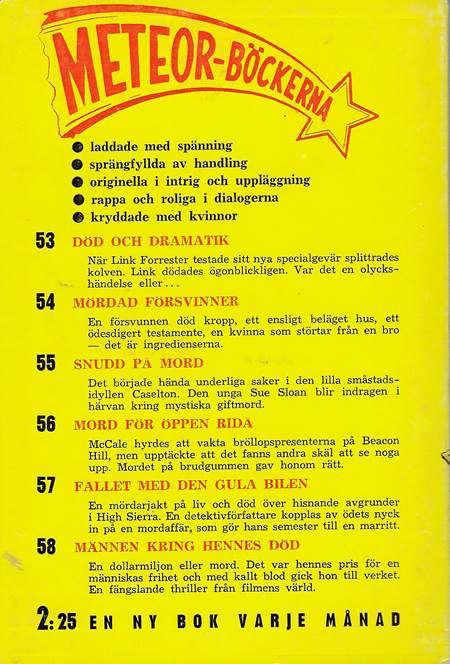 METEOR-BÖCKERNA
● laddade med spänning
● sprängfyllda av handling
● originella i intrig och uppläggning
● rappa och roliga i dialogerna
● kryddade med kvinnor
53 DÖD OCH DRAMATIK
När Link Forrester testade sitt nya specialgevär splittrades
kolven. Link dödades ögonblickligen. Var det en olycks-
händelse eller...
54 MÖRDAD FÖRSVINNER
En försvunnen död kropp, ett ensligt beläget hus, ett
ödesdigert testamente, en kvinna som störtar från en bro
— det är ingredienserna.
55 SNUDD PÅ MORD
Det började hända underliga saker i den lilla småstads-
idyllen Caselton. Den unga Sue Sloan blir indragen i
härvan kring mystiska giftmord.
56 MORD FÖR ÖPPEN RIDA
McCale hyrdes att vakta bröllopspresenterna på Beacon
Hill, men upptäckte att det fanns andra skäl att se noga
upp. Mordet på brudgummen gav honom rätt.
57 FALLET MED DEN GULA BILEN
En mördarjakt på liv och död över hisnande avgrunder
i High Sierra. En detektivförfattare kopplas av ödets nyck
in på en mordaffär, som gör hans semester till en marritt.
58 MÄNNEN KRING HENNES DÖD
En dollarmiljon eller mord. Det var hennes pris för en
människas frihet och med kallt blod gick hon till verket.
En fängslande thriller från filmens värld.
2:25 EN NY BOK VARJE MÅNAD